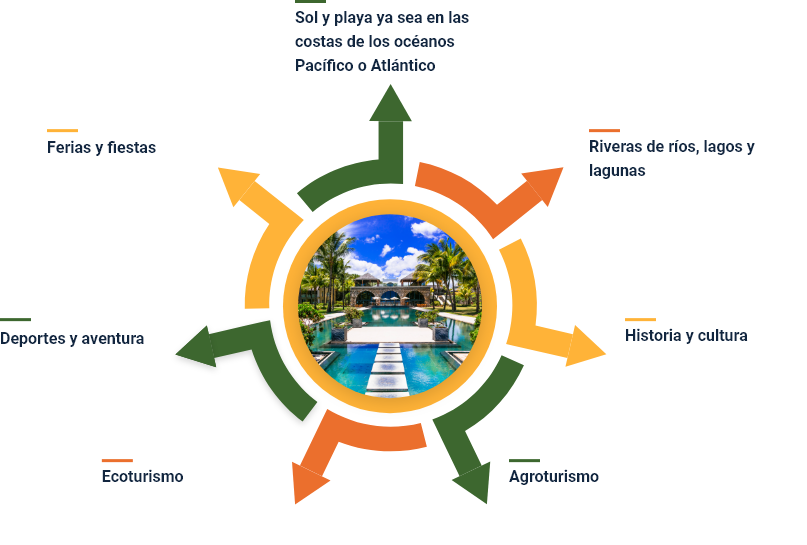 Sol y playa ya sea en las
costas de los océanos
Pacífico o Atlántico
Ferias y fiestas
Riveras de ríos, lagos y
lagunas
Deportes y aventura
Historia y cultura
Ecoturismo
Agroturismo